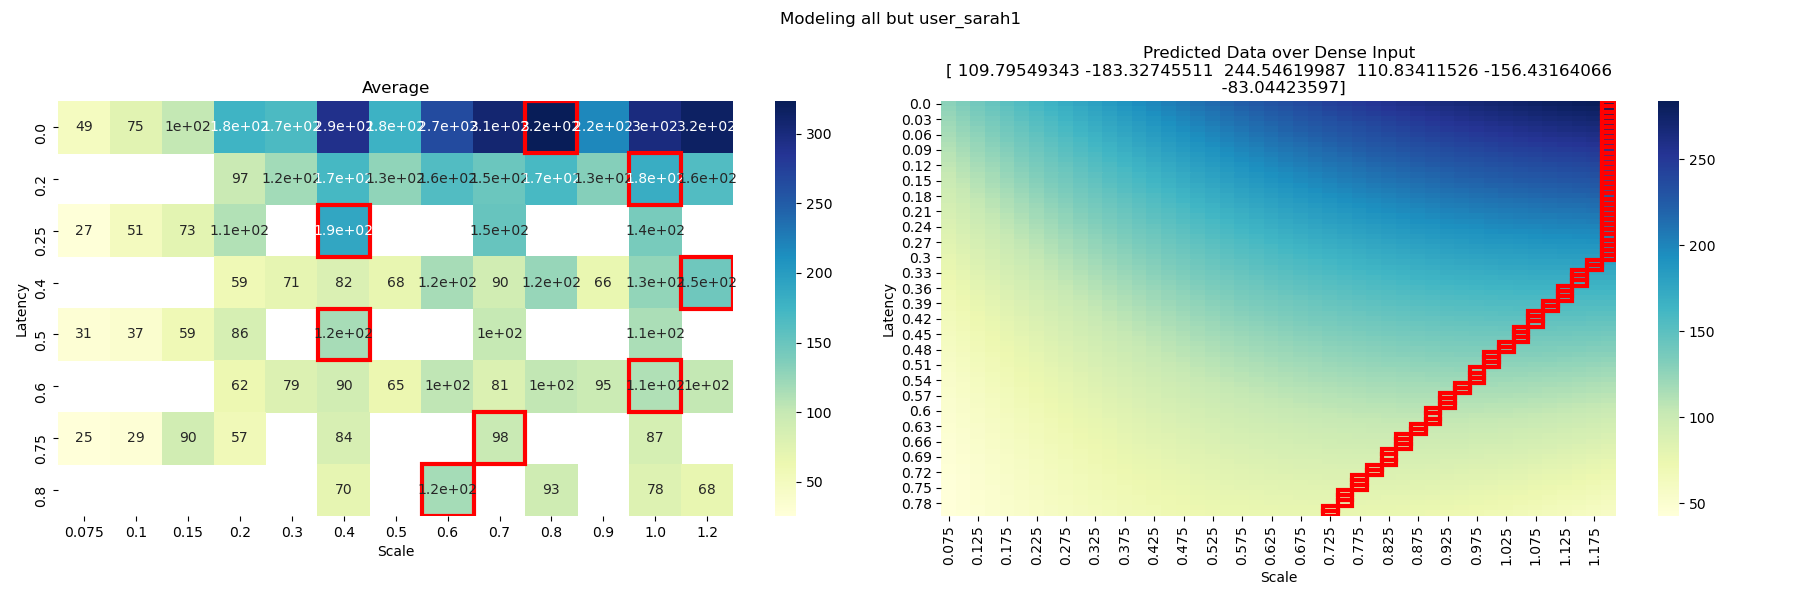 Modeling all but user_sarah1
Average
0.0 49 75 1e+02 1.8e+02 1.7e+02 2.9e+02 1.8e+02 2.7e+02 3.1e+02 3.2e+02 2.2e+02 3e+02 3.2e+02
0.2 97 1.2e+02 1.7e+02 1.3e+02 1.6e+02 1.5e+02 1.7e+02 1.3e+02 1.8e+02 1.6e+02
0.25 27 51 73 1.1e+02 1.9e+02 1.5e+02 1.4e+02
0.4 59 71 82 68 1.2e+02 90 1.2e+02 66 1.3e+02 1.5e+02
0.5 31 37 59 86 1.2e+02 1e+02 1.1e+02
0.6 62 79 90 65 1e+02 81 1e+02 95 1.1e+02 1e+02
0.75 25 29 90 57 84 98 87
0.8 70 1.2e+02 93 78 68
Latency
0.075 0.1 0.15 0.2 0.3 0.4 0.5 0.6 0.7 0.8 0.9 1.0 1.2
Scale
300
250
200
150
100
50
Predicted Data over Dense Input
[ 109.79549343 -183.32745511 244.54619987 110.83411526 -156.43164066
-83.04423597]
0.0
0.03
0.06
0.09
0.12
0.15
0.18
0.21
0.24
0.27
0.3
0.33
0.36
0.39
0.42
0.45
0.48
0.51
0.54
0.57
0.6
0.63
0.66
0.69
0.72
0.75
0.78
Latency
0.075 0.125 0.175 0.225 0.275 0.325 0.375 0.425 0.475 0.525 0.575 0.625 0.675 0.725 0.775 0.825 0.875 0.925 0.975 1.025 1.075 1.125 1.175
Scale
250
200
150
100
50